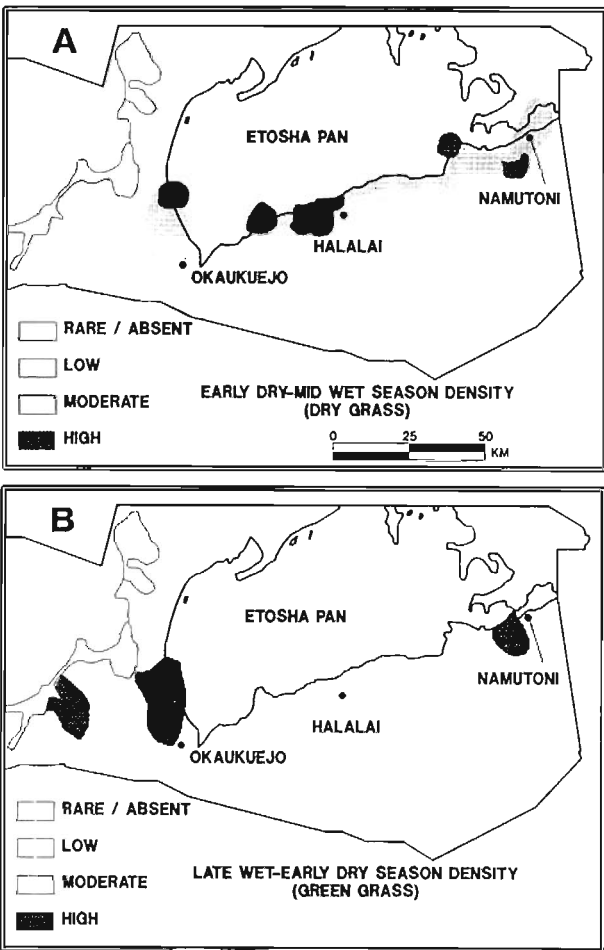 A
ETOSHA PAN
NAMUTONI
HALALAI
OKAUKUEJO
RARE / ABSENT
LOW
MODERATE
HIGH
EARLY DRY-MID WET SEASON DENSITY
(DRY GRASS)
0 25 50
KM
B
ETOSHA PAN
NAMUTONI
HALALAI
OKAUKUEJO
RARE / ABSENT
LOW
MODERATE
HIGH
LATE WET-EARLY DRY SEASON DENSITY
(GREEN GRASS)